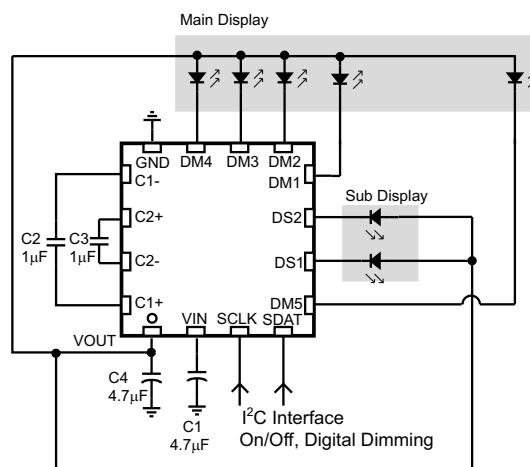 Main Display
GND DM4 DM3 DM2
C1- DM1
Sub Display
C2+ DS2
C2 C3
1µF 1µF
C2- DS1
C1+ DM5
VIN SCLK SDAT
VOUT
C4
4.7µF
C1
4.7µF
I²C Interface
On/Off, Digital Dimming